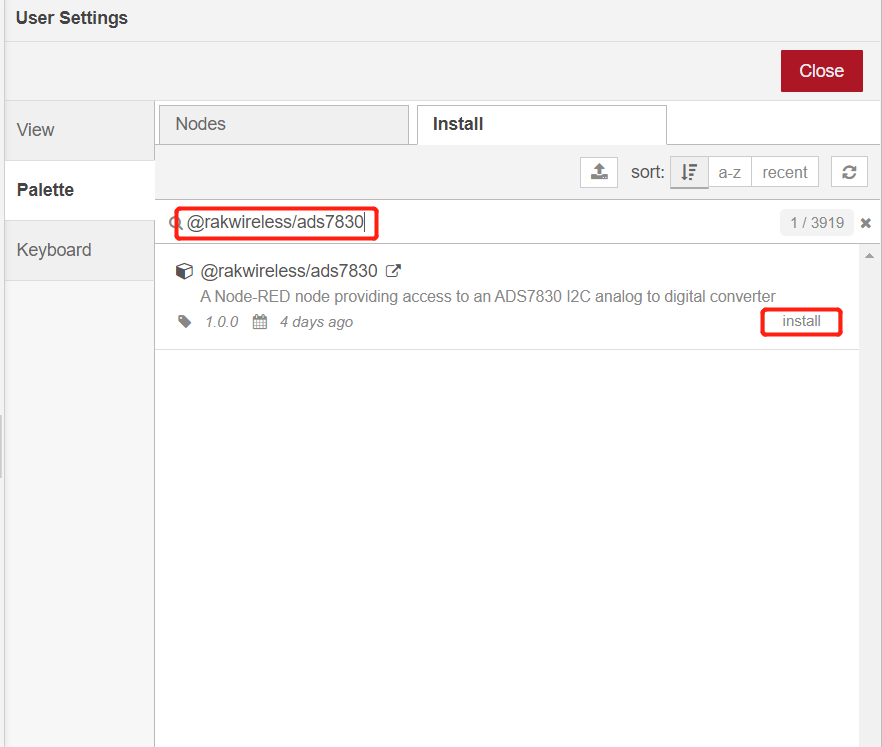 User Settings
Close
View
Palette
Keyboard
Nodes
Install
sort: a-z recent
@rakwireless/ads7830
1 / 3919
@rakwireless/ads7830
A Node-RED node providing access to an ADS7830 I2C analog to digital converter
1.0.0 4 days ago
install